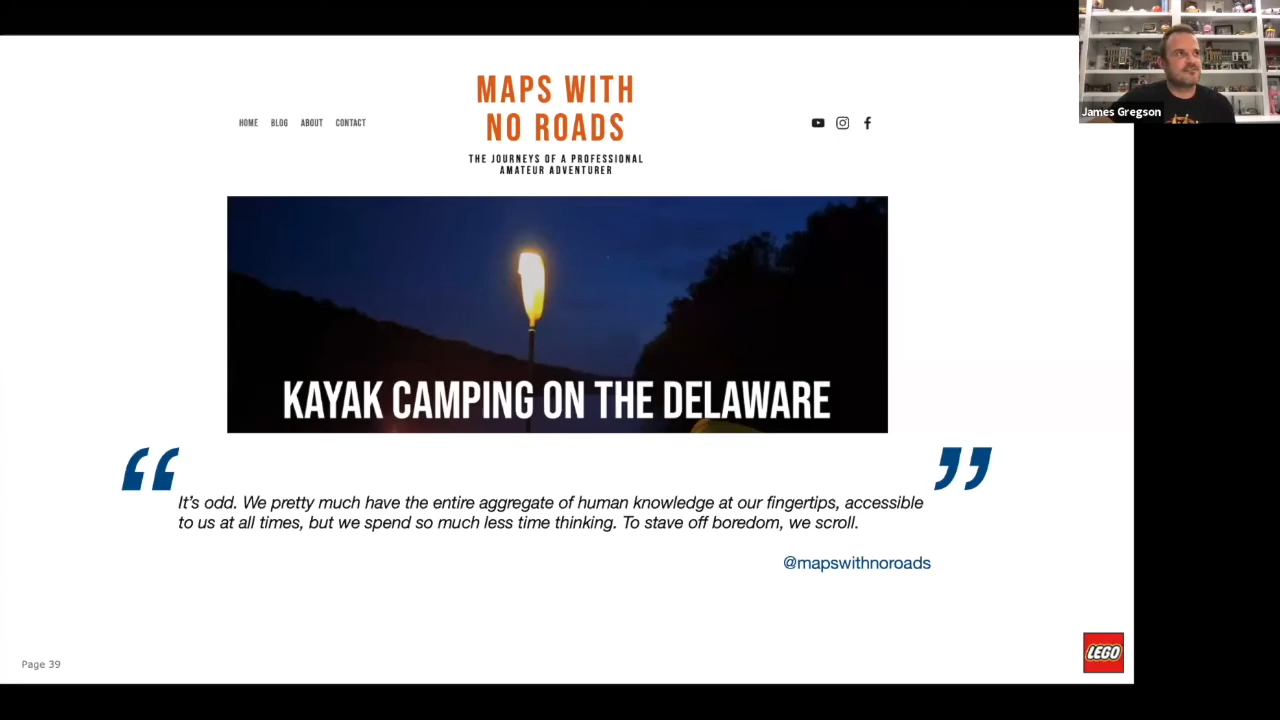 James Gregson
MAPS WITH
NO ROADS
HOME BLOG ABOUT CONTACT
THE JOURNEYS OF A PROFESSIONAL
AMATEUR ADVENTURER
KAYAK CAMPING ON THE DELAWARE
“ ”
It’s odd. We pretty much have the entire aggregate of human knowledge at our fingertips, accessible
to us at all times, but we spend so much less time thinking. To stave off boredom, we scroll.
@mapswithnoroads
LEGO
Page 39